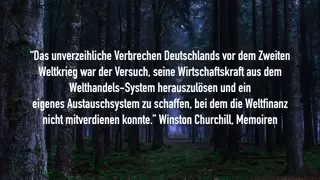 "Das unverzeihliche Verbrechen Deutschlands vor dem Zweiten
Weltkrieg war der Versuch, seine Wirtschaftskraft aus dem
Welthandels-System herauszulösen und ein
eigenes Austauschsystem zu schaffen, bei dem die Weltfinanz
nicht mitverdienen konnte." Winston Churchill, Memoiren